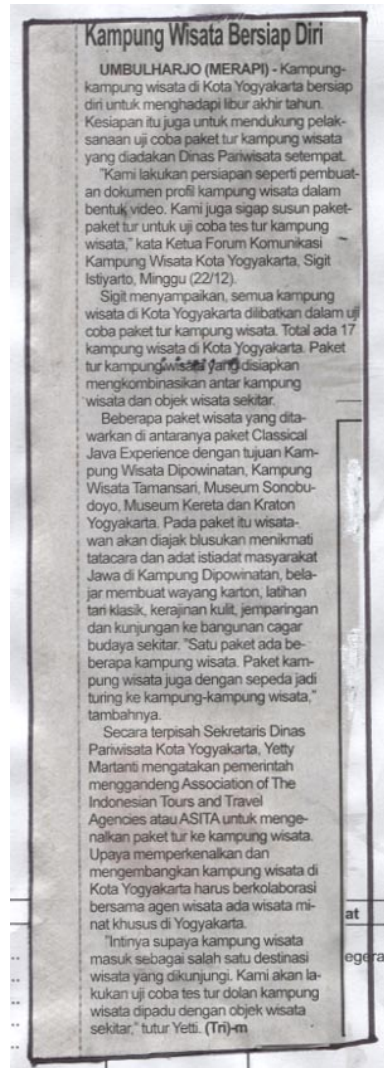 Kampung Wisata Bersiap Diri
UMBULHARJO (MERAPI) - Kampung-
kampung wisata di Kota Yogyakarta bersiap
diri untuk menghadapi libur akhir tahun.
Kesiapan itu juga untuk mendukung pelak-
sanaan uji coba paket tur kampung wisata
yang diadakan Dinas Pariwisata setempat.
"Kami lakukan persiapan seperti pembuat-
an dokumen profil kampung wisata dalam
bentuk video. Kami juga sigap susun paket-
paket tur untuk uji coba tes tur kampung
wisata," kata Ketua Forum Komunikasi
Kampung Wisata Kota Yogyakarta, Sigit
Istiyarto, Minggu (22/12).
Sigit menyampaikan, semua kampung
wisata di Kota Yogyakarta dilibatkan dalam uji
coba paket tur kampung wisata. Total ada 17
kampung wisata di Kota Yogyakarta. Paket
tur kampung wisata yang disiapkan
mengkombinasikan antar kampung
wisata dan objek wisata sekitar.
Beberapa paket wisata yang dita-
warkan di antaranya paket Classical
Java Experience dengan tujuan Kam-
pung Wisata Dipowinatan, Kampung
Wisata Tamansari, Museum Sonobu-
doyo, Museum Kereta dan Kraton
Yogyakarta. Pada paket itu wisata-
wan akan diajak blusukan menikmati
tatacara dan adat istiadat masyarakat
Jawa di Kampung Dipowinatan, bela-
jar membuat wayang karton, latihan
tari klasik, kerajinan kulit, jemparingan
dan kunjungan ke bangunan cagar
budaya sekitar. "Satu paket ada be-
berapa kampung wisata. Paket kam-
pung wisata juga dengan sepeda jadi
turing ke kampung-kampung wisata,"
tambahnya.
Secara terpisah Sekretaris Dinas
Pariwisata Kota Yogyakarta, Yetty
Martanti mengatakan pemerintah
menggandeng Association of The
Indonesian Tours and Travel
Agencies atau ASITA untuk menge-
nalkan paket tur ke kampung wisata.
Upaya memperkenalkan dan
mengembangkan kampung wisata di
Kota Yogyakarta harus berkolaborasi
bersama agen wisata ada wisata mi-
nat khusus di Yogyakarta.
"Intinya supaya kampung wisata
masuk sebagai salah satu destinasi
wisata yang dikunjungi. Kami akan la-
kukan uji coba tes tur dolan kampung
wisata dipadu dengan objek wisata
sekitar," tutur Yetti. (Tri)-m
at
egera